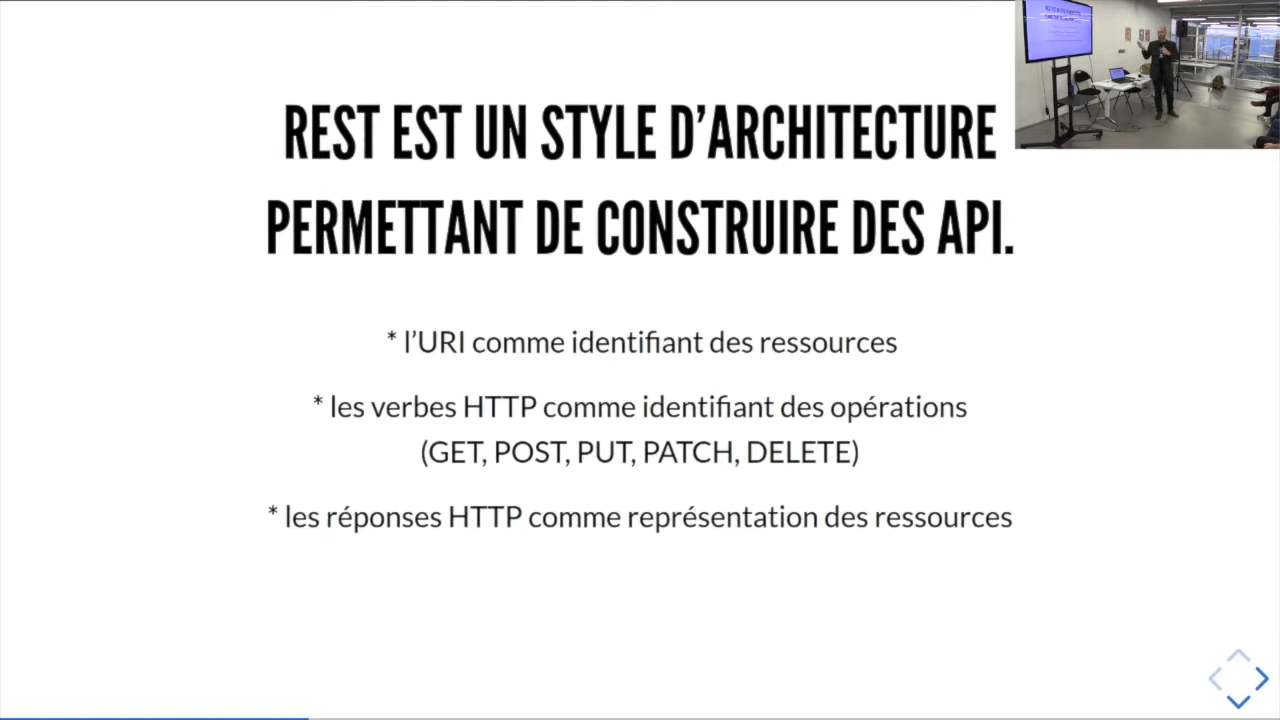 REST EST UN STYLE D’ARCHITECTURE
PERMETTANT DE CONSTRUIRE DES API.
* l’URI comme identifiant des ressources
* les verbes HTTP comme identifiant des opérations
(GET, POST, PUT, PATCH, DELETE)
* les réponses HTTP comme représentation des ressources